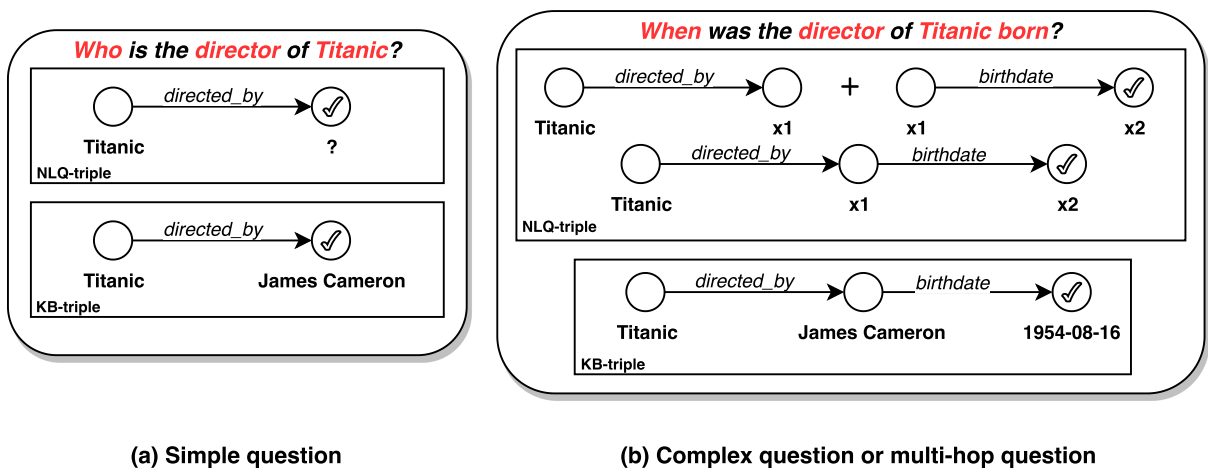 Who is the director of Titanic?
directed_by
Titanic ?
NLQ-triple
directed_by
Titanic James Cameron
KB-triple
(a) Simple question
When was the director of Titanic born?
directed_by + birthdate
Titanic x1 x1 x2
directed_by birthdate
Titanic x1 x2
NLQ-triple
directed_by birthdate
Titanic James Cameron 1954-08-16
KB-triple
(b) Complex question or multi-hop question